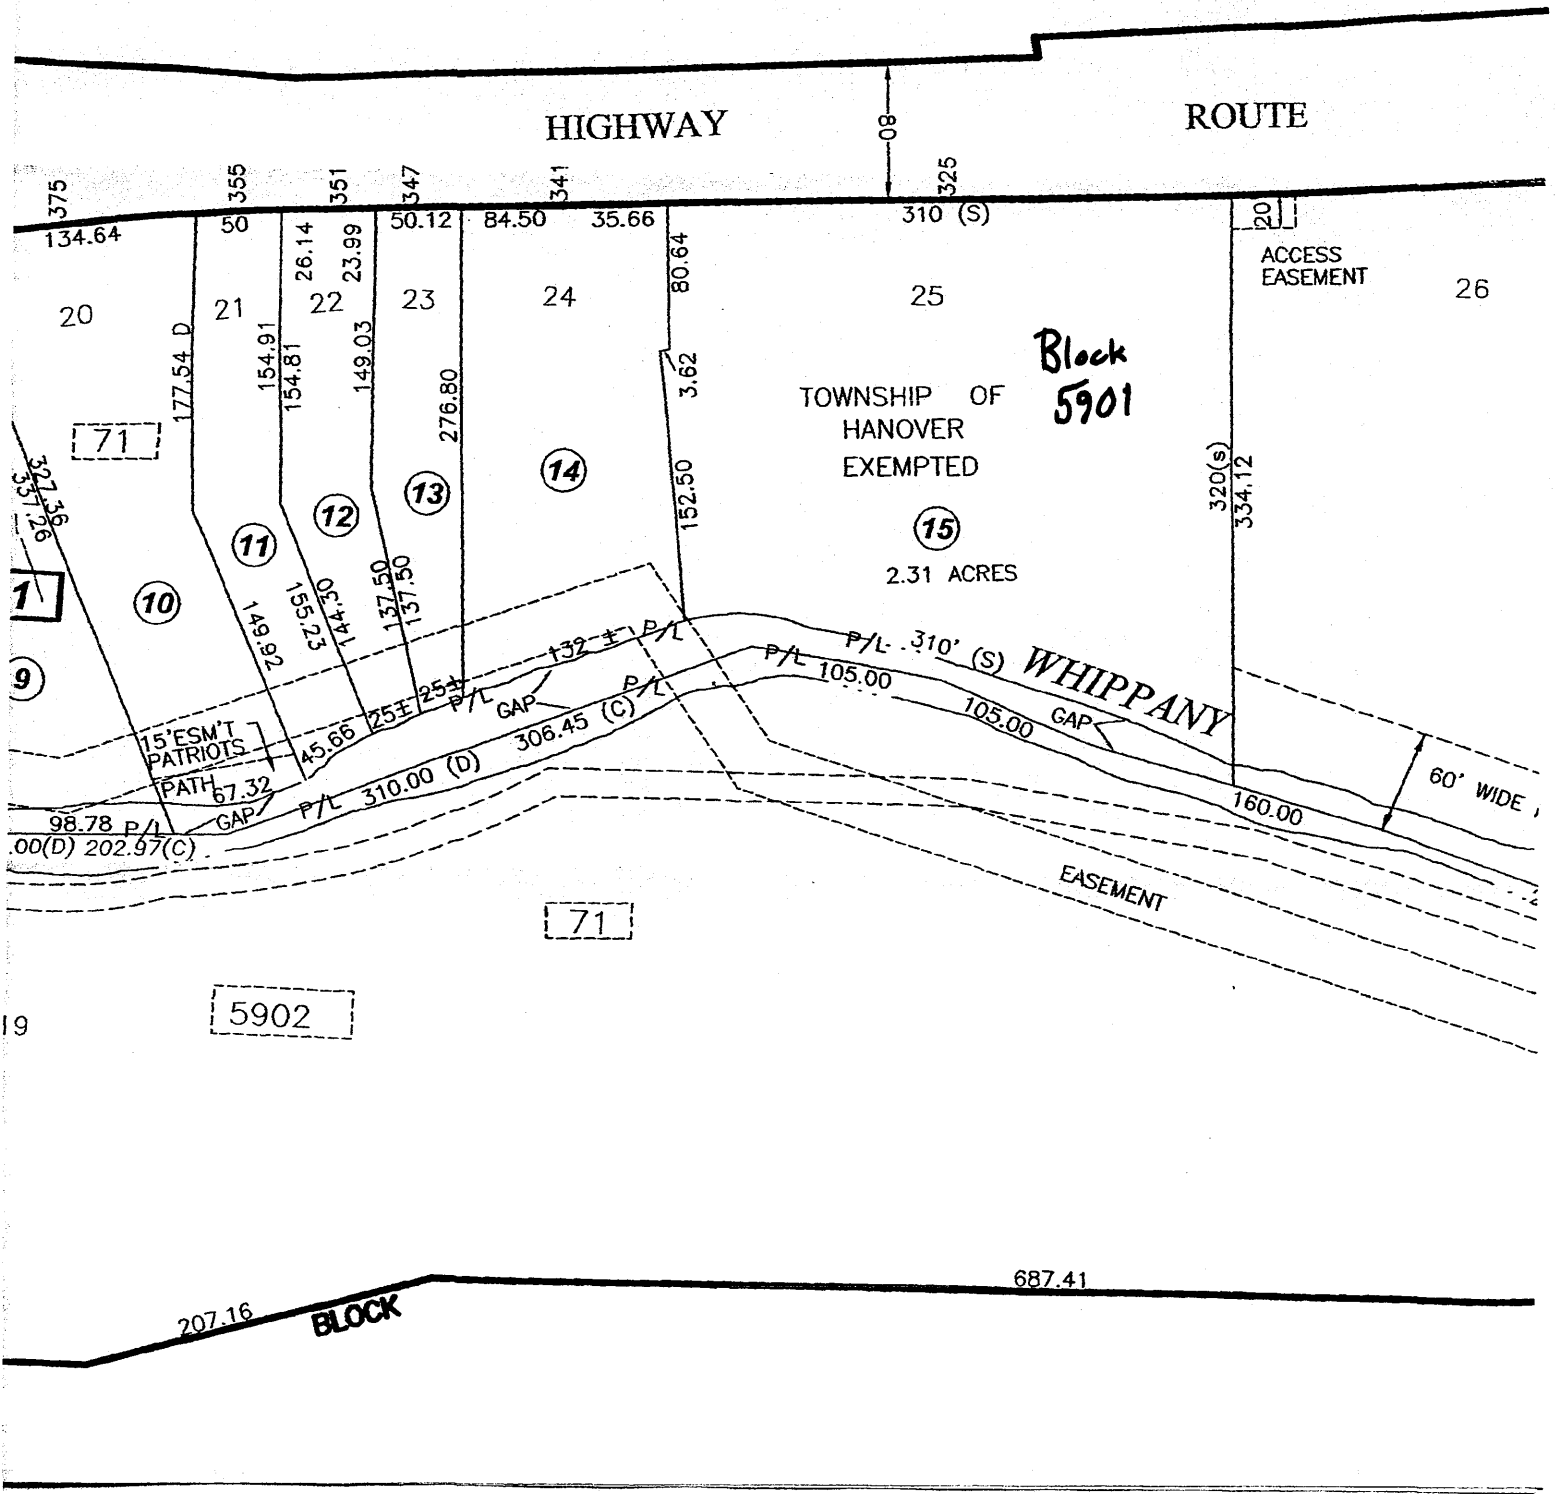 HIGHWAY
ROUTE
80
375
355
351
347
341
325
134.64
50
50.12
84.50
35.66
310 (S)
20
ACCESS
EASEMENT
26.14
23.99
80.64
20
21
22
23
24
25
26
177.54 D
154.91
154.81
149.03
276.80
3.62
152.50
Block
5901
TOWNSHIP OF
HANOVER
EXEMPTED
15
2.31 ACRES
320(s)
334.12
71
327.36
337.26
14
13
12
11
10
1
9
149.92
155.23
144.30
137.50
137.50
132 ±
P/L
P/L
310' (S)
WHIPPANY
P/L
105.00
105.00
GAP
160.00
60' WIDE
25±
25±
P/L
GAP
P/L
306.45 (C)
45.66
15'ESM'T
PATRIOTS
PATH
67.32
GAP
P/L
310.00 (D)
98.78
P/L
.00(D) 202.97(C)
EASEMENT
71
5902
19
687.41
207.16
BLOCK